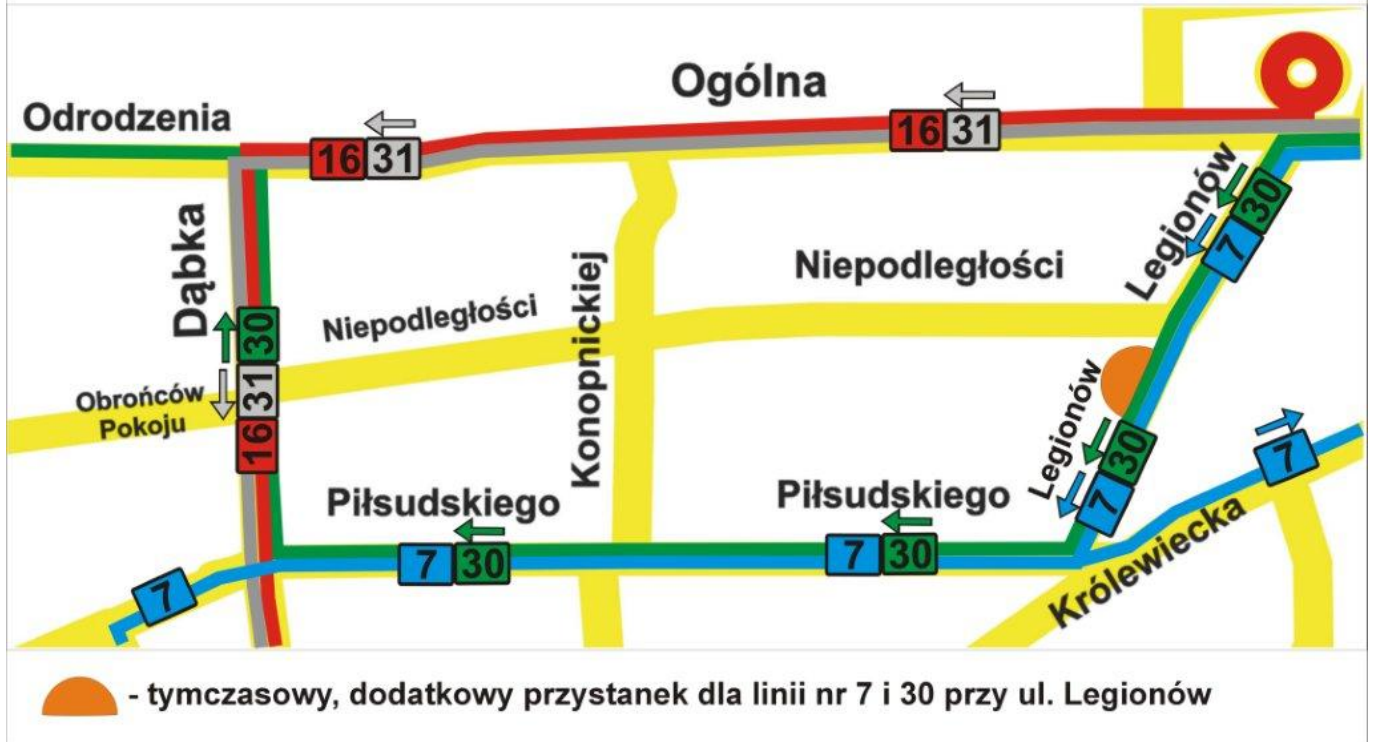 Ogólna
Odrodzenia
16 31
16 31
Legionów
30
7
Dąbka
Niepodległości
Niepodległości
Konopnickiej
30
31
16
Obrońców
Pokoju
Legionów
30
7
7
Piłsudskiego
Piłsudskiego
7 30
7 30
7
Królewiecka
- tymczasowy, dodatkowy przystanek dla linii nr 7 i 30 przy ul. Legionów